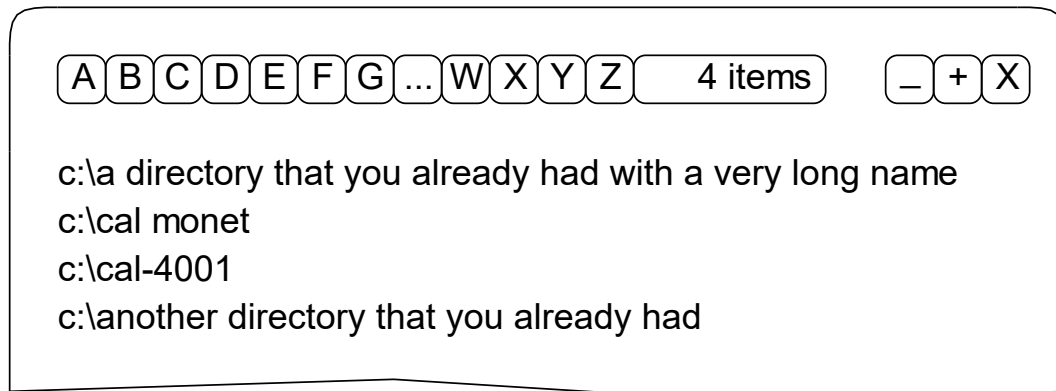 A B C D E F G ... W X Y Z 4 items _ + X
c:\a directory that you already had with a very long name
c:\cal monet
c:\cal-4001
c:\another directory that you already had